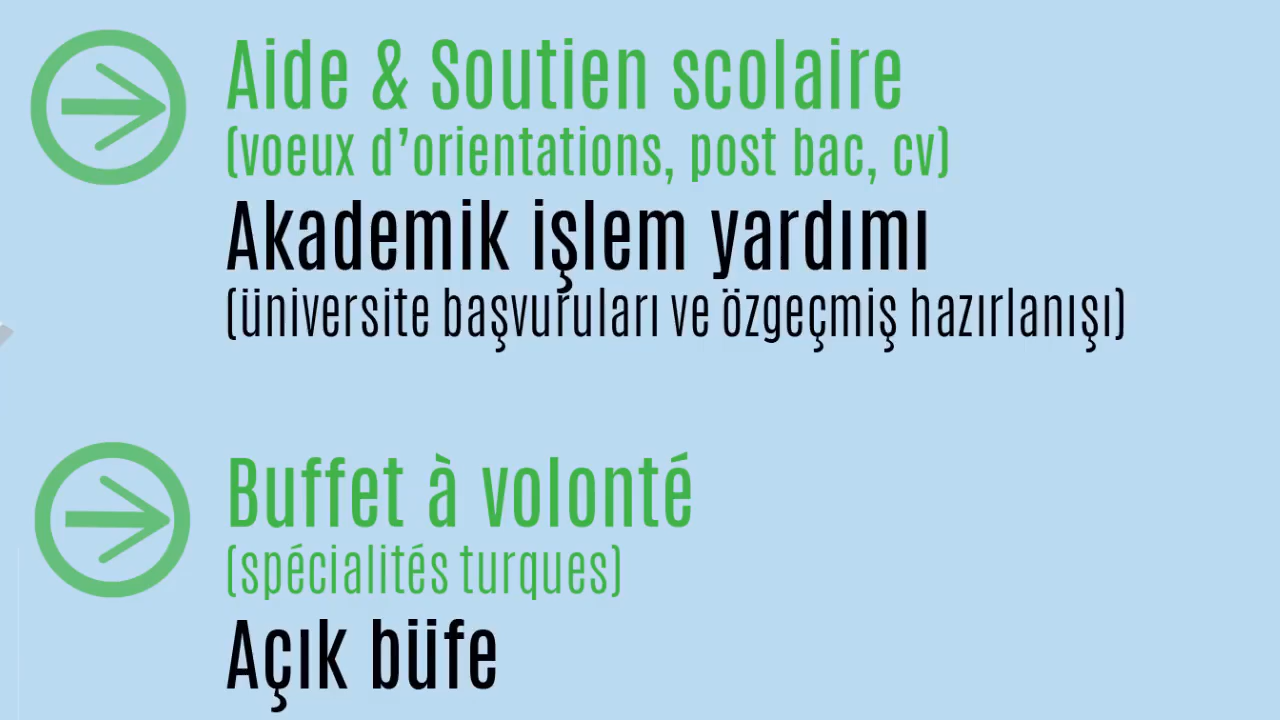 Aide & Soutien scolaire
(voeux d’orientations, post bac, cv)
Akademik işlem yardımı
(üniversite başvuruları ve özgeçmiş hazırlanışı)
Buffet à volonté
(spécialités turques)
Açık büfe